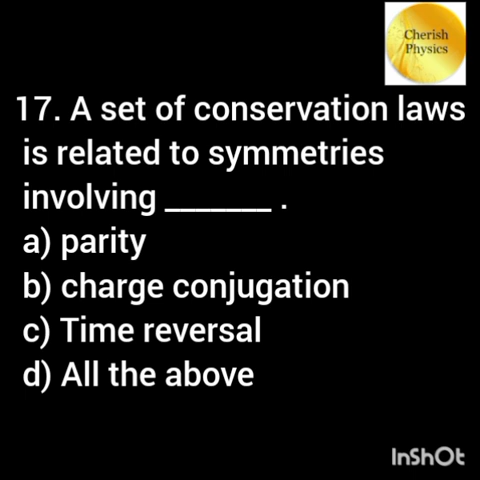 Cherish
Physics
17. A set of conservation laws
is related to symmetries
involving _______ .
a) parity
b) charge conjugation
c) Time reversal
d) All the above
InShOt